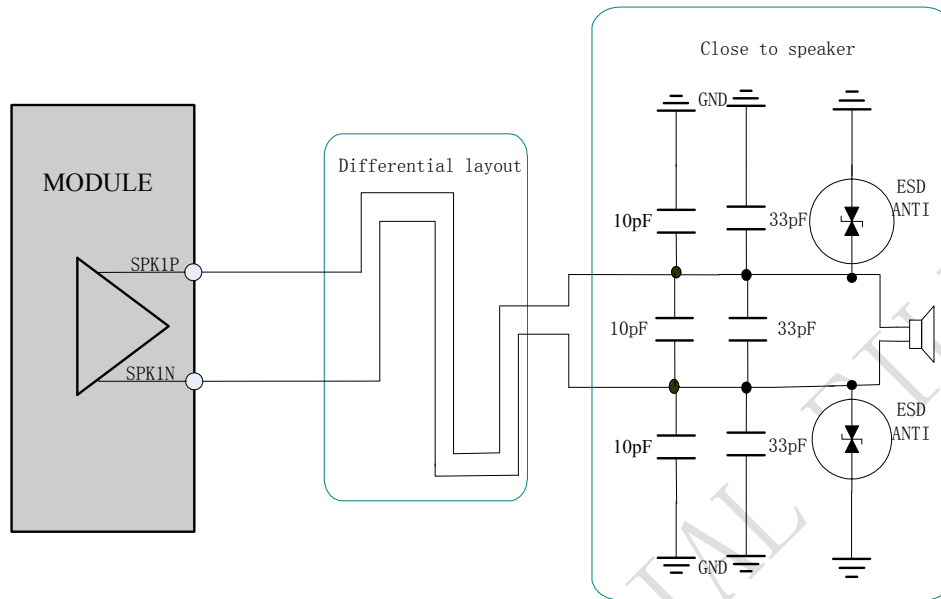 Close to speaker
GND
Differential layout
MODULE
ESD
ANTI
10pF
33pF
SPK1P
10pF
33pF
SPK1N
ESD
ANTI
10pF
33pF
GND